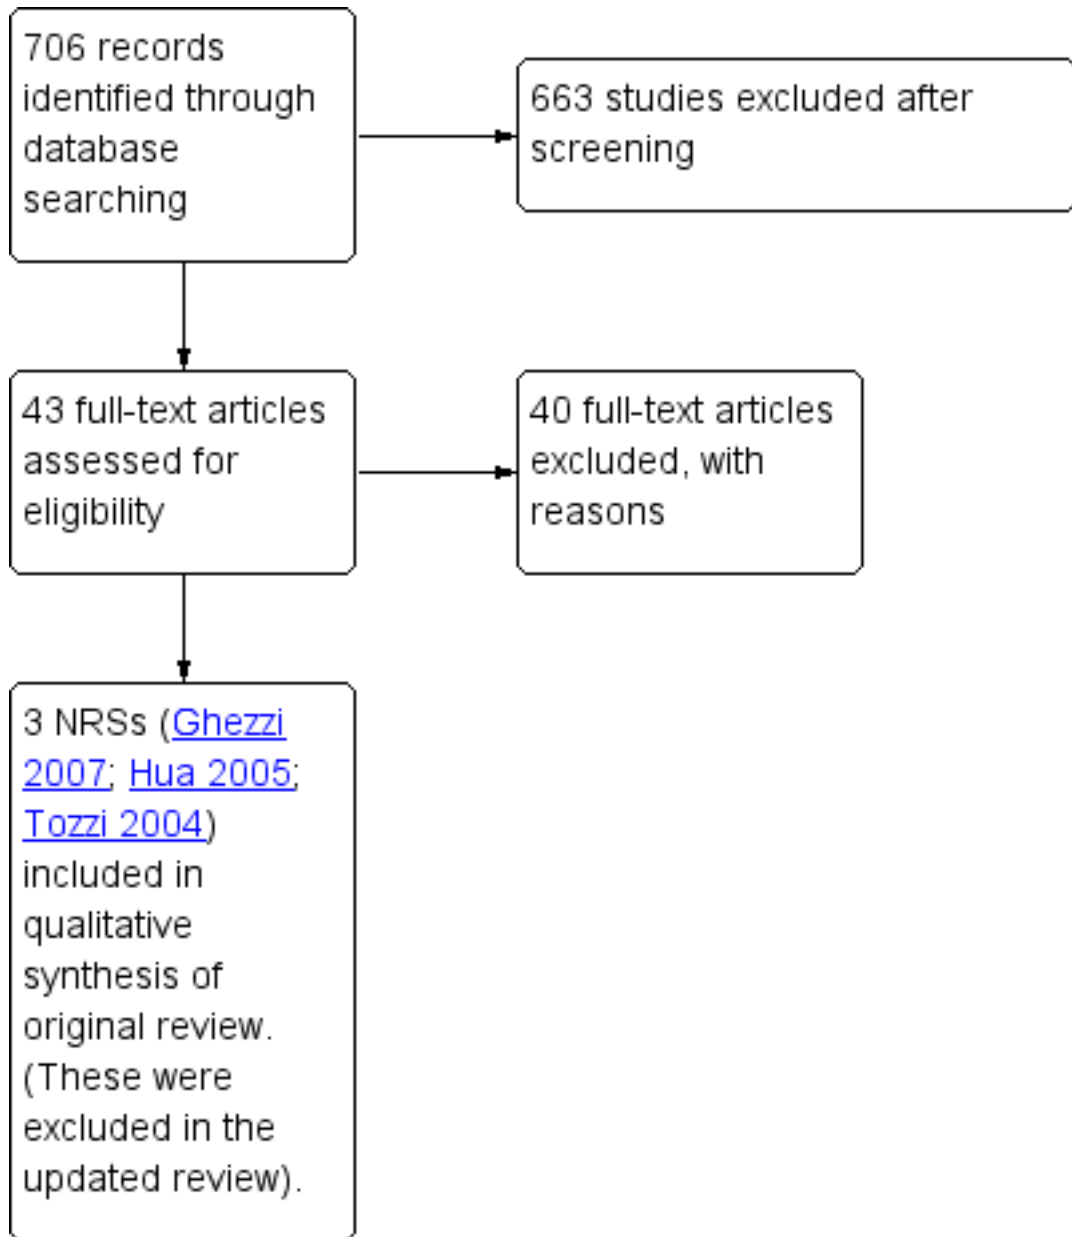 706 records
identified through
database
searching
663 studies excluded after
screening
43 full-text articles
assessed for
eligibility
40 full-text articles
excluded, with
reasons
3 NRSs (Ghezzi
2007; Hua 2005;
Tozzi 2004)
included in
qualitative
synthesis of
original review.
(These were
excluded in the
updated review).